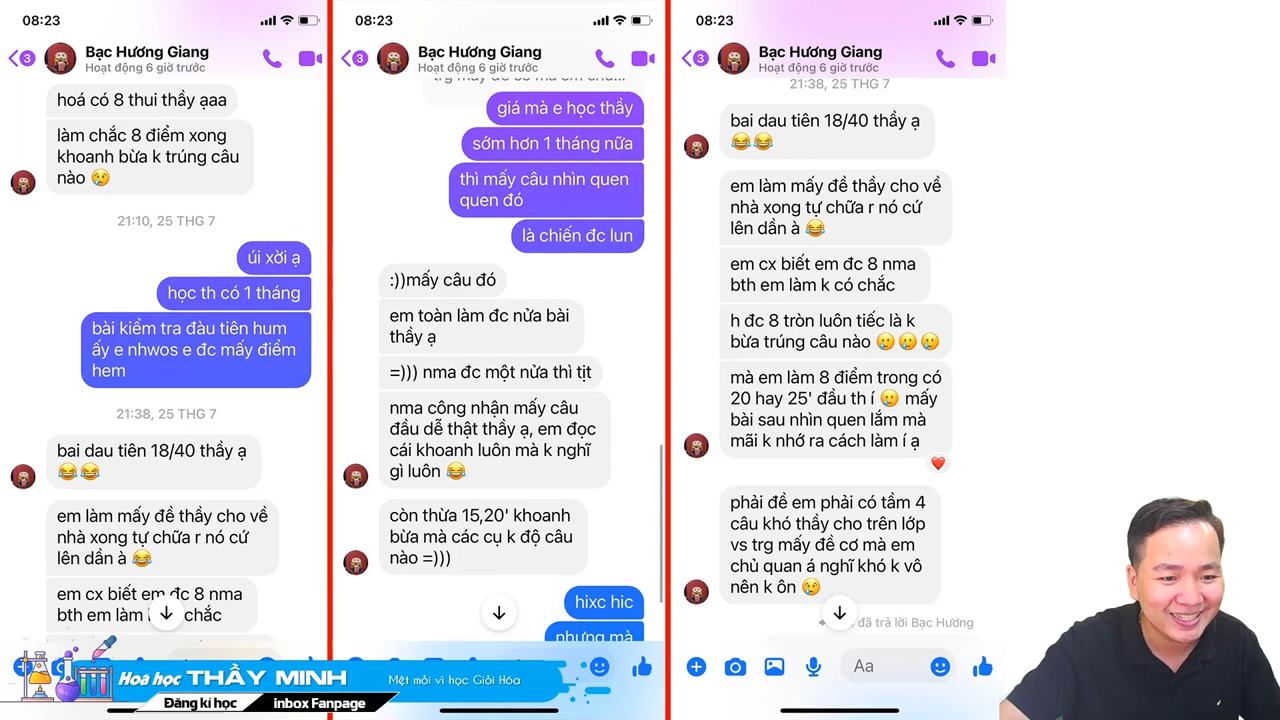 08:23
3
Bạc Hương Giang
Hoạt động 6 giờ trước
hoá có 8 thui thầy ạaa
làm chắc 8 điểm xong
khoanh bừa k trúng câu
nào 😢
21:10, 25 THG 7
úi xời ạ
học th có 1 tháng
bài kiểm tra đàu tiên hum
ấy e nhwos e đc mấy điểm
hem
21:38, 25 THG 7
bai dau tiên 18/40 thầy ạ
😂😂
em làm mấy đề thầy cho về
nhà xong tự chữa r nó cứ
lên dần à 😂
em cx biết em đc 8 nma
bth em làm k có chắc
08:23
3
Bạc Hương Giang
Hoạt động 6 giờ trước
giá mà e học thầy
sớm hơn 1 tháng nữa
thì mấy câu nhìn quen
quen đó
là chiến đc lun
:))mấy câu đó
em toàn làm đc nửa bài
thầy ạ
=))) nma đc một nửa thì tịt
nma công nhận mấy câu
đầu dễ thật thầy ạ, em đọc
cái khoanh luôn mà k nghĩ
gì luôn 😂
còn thừa 15,20' khoanh
bừa mà các cụ k độ câu
nào =)))
hixc hic
nhưng mà
08:23
3
Bạc Hương Giang
Hoạt động 6 giờ trước
21:38, 25 THG 7
bai dau tiên 18/40 thầy ạ
😂😂
em làm mấy đề thầy cho về
nhà xong tự chữa r nó cứ
lên dần à 😂
em cx biết em đc 8 nma
bth em làm k có chắc
h đc 8 tròn luôn tiếc là k
bừa trúng câu nào 🥲🥲🥲
mà em làm 8 điểm trong có
20 hay 25' đầu th í 🥲 mấy
bài sau nhìn quen lắm mà
mãi k nhớ ra cách làm í ạ
phải đề em phải có tầm 4
câu khó thầy cho trên lớp
vs trg mấy đề cơ mà em
chủ quan á nghĩ khó k vô
nên k ôn 😢
đã trả lời Bạc Hương
Aa
Hoá học THẦY MINH
Mệt mỏi vì học Giỏi Hóa
Đăng kí học
inbox Fanpage